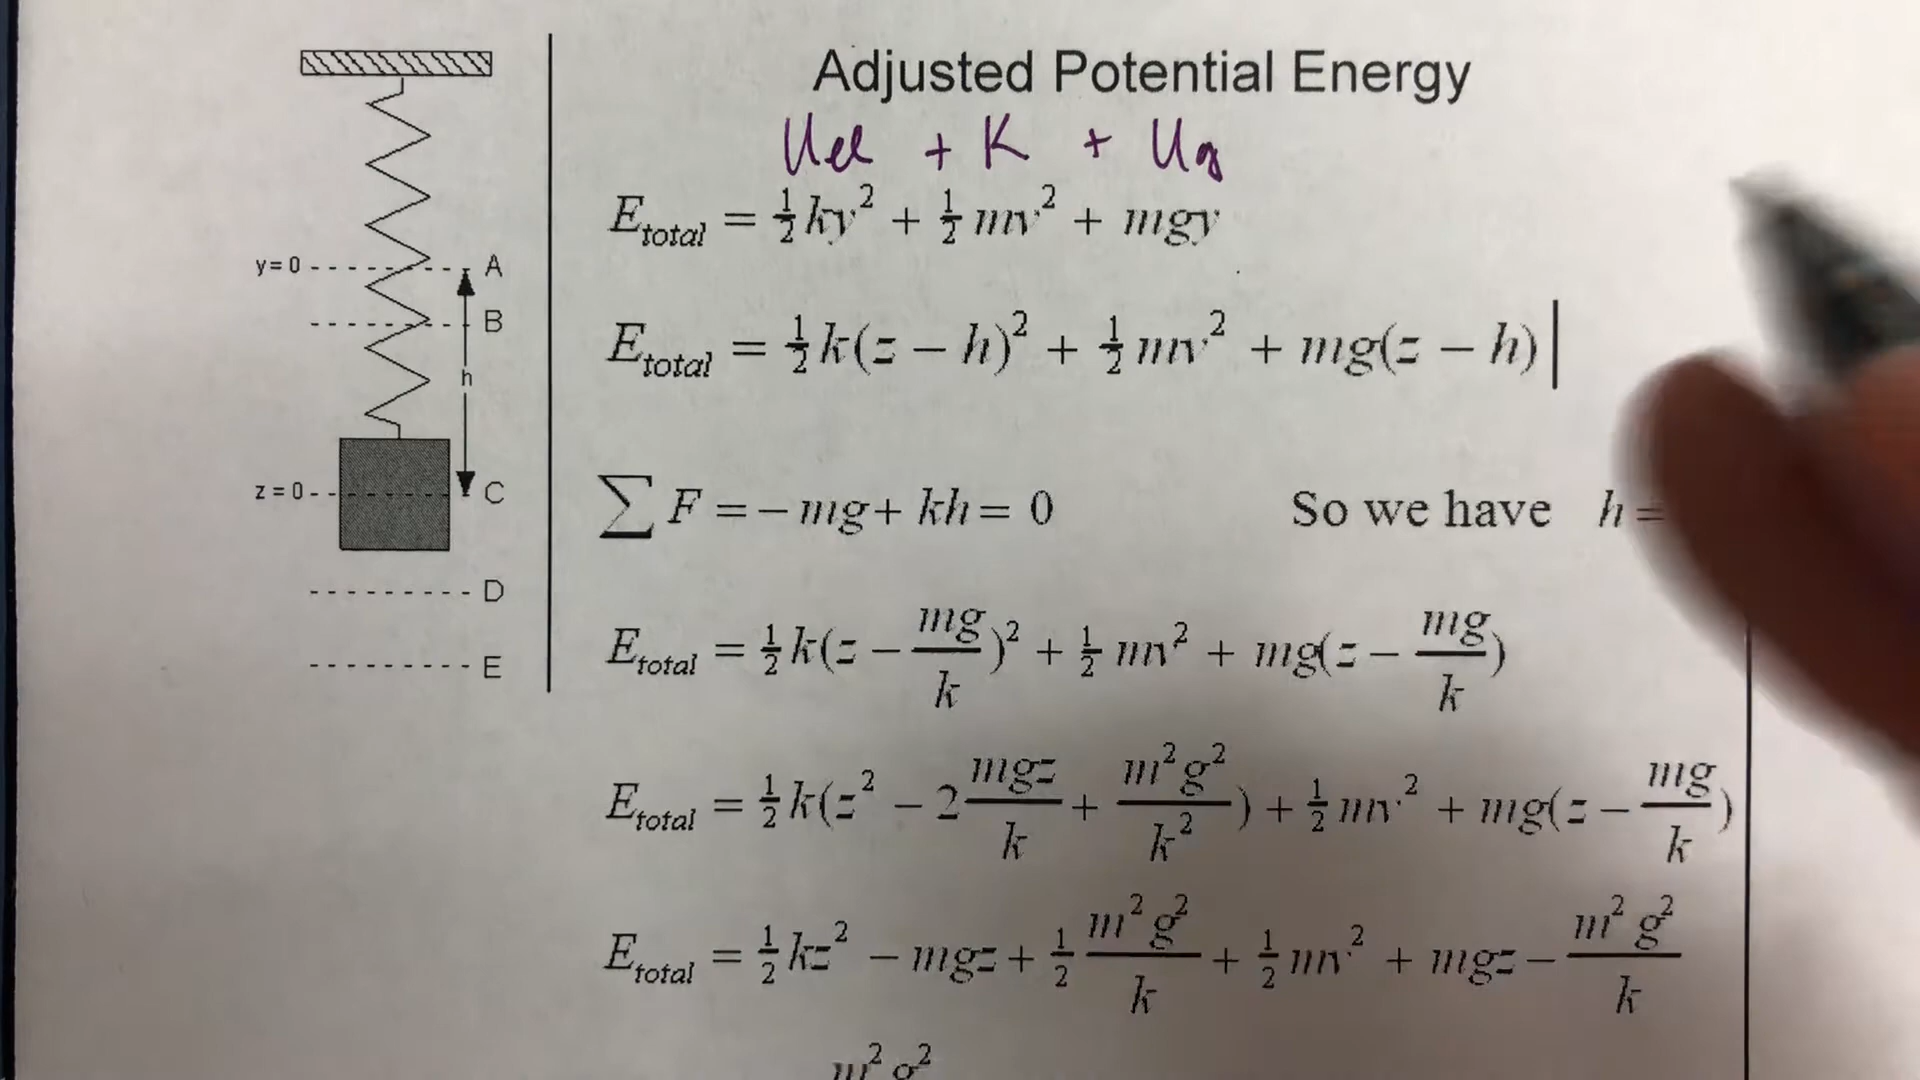 Adjusted Potential Energy
Uel + K + Ug
E_total = ½ky² + ½mv² + mgy
y=0 A
B
E_total = ½k(z − h)² + ½mv² + mg(z − h)
h
z=0 C
∑F = − mg + kh = 0 So we have h =
D
E
E_total = ½k(z − mg/k)² + ½mv² + mg(z − mg/k)
E_total = ½k(z² − 2mgz/k + m²g²/k²) + ½mv² + mg(z − mg/k)
E_total = ½kz² − mgz + ½ m²g²/k + ½mv² + mgz − m²g²/k
m²g²